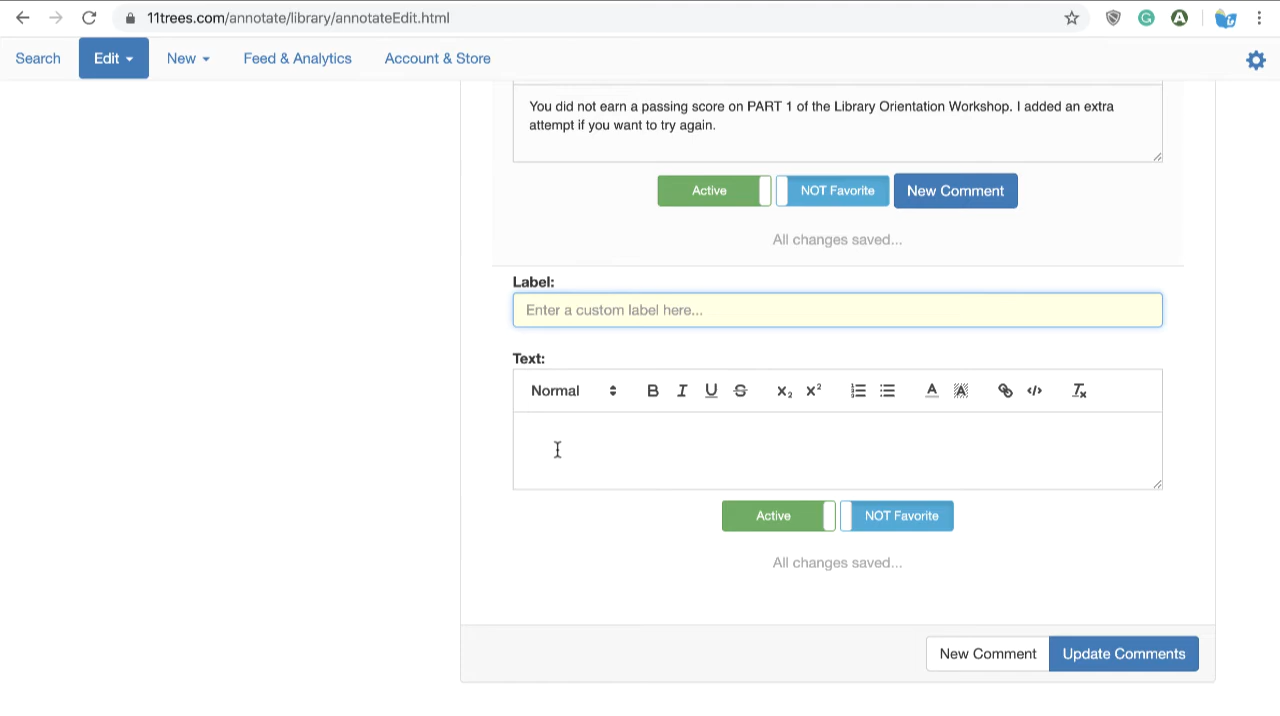 11trees.com/annotate/library/annotateEdit.html
Search Edit New Feed & Analytics Account & Store
You did not earn a passing score on PART 1 of the Library Orientation Workshop. I added an extra
attempt if you want to try again.
Active NOT Favorite New Comment
All changes saved...
Label:
Enter a custom label here...
Text:
Normal B I U S X₂ X² A A </> Tx
Active NOT Favorite
All changes saved...
New Comment Update Comments